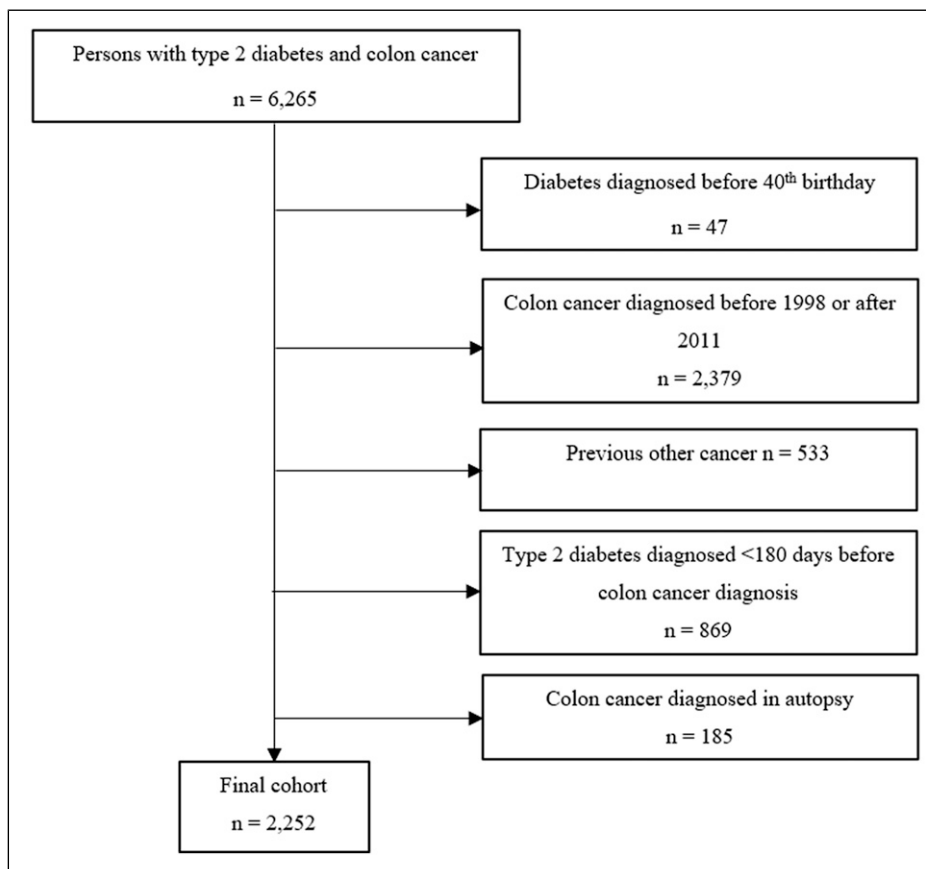 Persons with type 2 diabetes and colon cancer
n = 6,265
Diabetes diagnosed before 40th birthday
n = 47
Colon cancer diagnosed before 1998 or after
2011
n = 2,379
Previous other cancer n = 533
Type 2 diabetes diagnosed <180 days before
colon cancer diagnosis
n = 869
Colon cancer diagnosed in autopsy
n = 185
Final cohort
n = 2,252